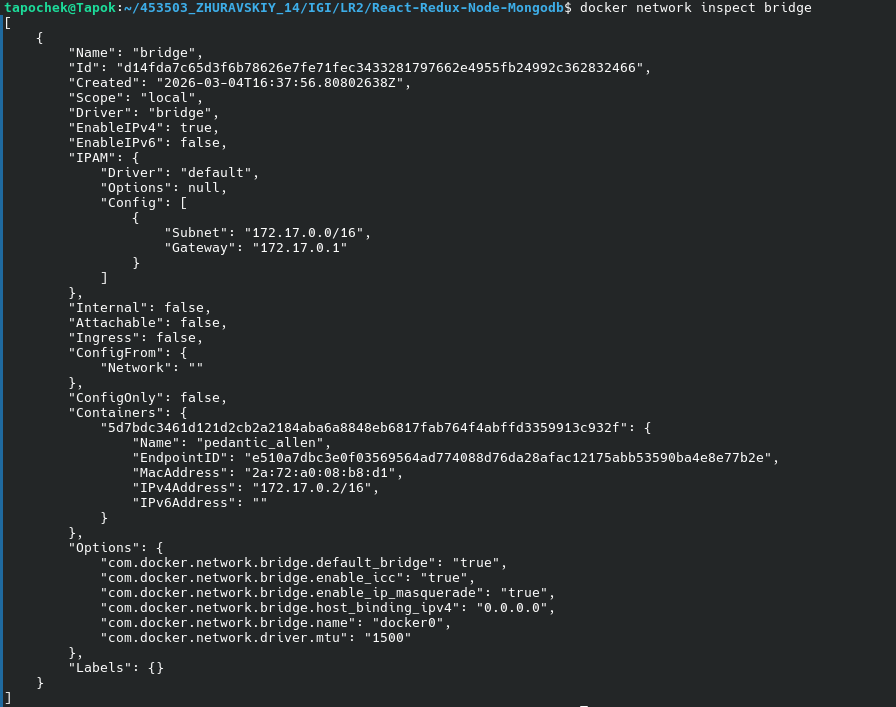 tapochek@Tapok:~/453503_ZHURAVSKIY_14/IGI/LR2/React-Redux-Node-Mongodb$ docker network inspect bridge
[
    {
        "Name": "bridge",
        "Id": "d14fda7c65d3f6b78626e7fe71fec3433281797662e4955fb24992c362832466",
        "Created": "2026-03-04T16:37:56.80802638Z",
        "Scope": "local",
        "Driver": "bridge",
        "EnableIPv4": true,
        "EnableIPv6": false,
        "IPAM": {
            "Driver": "default",
            "Options": null,
            "Config": [
                {
                    "Subnet": "172.17.0.0/16",
                    "Gateway": "172.17.0.1"
                }
            ]
        },
        "Internal": false,
        "Attachable": false,
        "Ingress": false,
        "ConfigFrom": {
            "Network": ""
        },
        "ConfigOnly": false,
        "Containers": {
            "5d7bdc3461d121d2cb2a2184aba6a8848eb6817fab764f4abffd3359913c932f": {
                "Name": "pedantic_allen",
                "EndpointID": "e510a7dbc3e0f03569564ad774088d76da28afac12175abb53590ba4e8e77b2e",
                "MacAddress": "2a:72:a0:08:b8:d1",
                "IPv4Address": "172.17.0.2/16",
                "IPv6Address": ""
            }
        },
        "Options": {
            "com.docker.network.bridge.default_bridge": "true",
            "com.docker.network.bridge.enable_icc": "true",
            "com.docker.network.bridge.enable_ip_masquerade": "true",
            "com.docker.network.bridge.host_binding_ipv4": "0.0.0.0",
            "com.docker.network.bridge.name": "docker0",
            "com.docker.network.driver.mtu": "1500"
        },
        "Labels": {}
    }
]